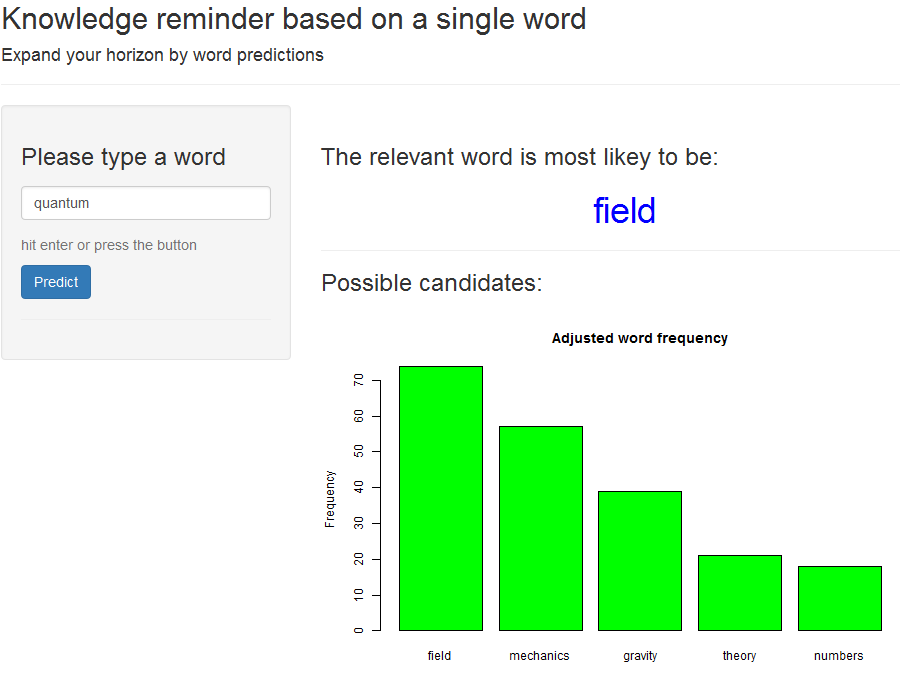 Knowledge reminder based on a single word
Expand your horizon by word predictions
Please type a word
quantum
hit enter or press the button
Predict
The relevant word is most likey to be:
field
Possible candidates:
Adjusted word frequency
Frequency
70
60
50
40
30
20
10
0
field mechanics gravity theory numbers